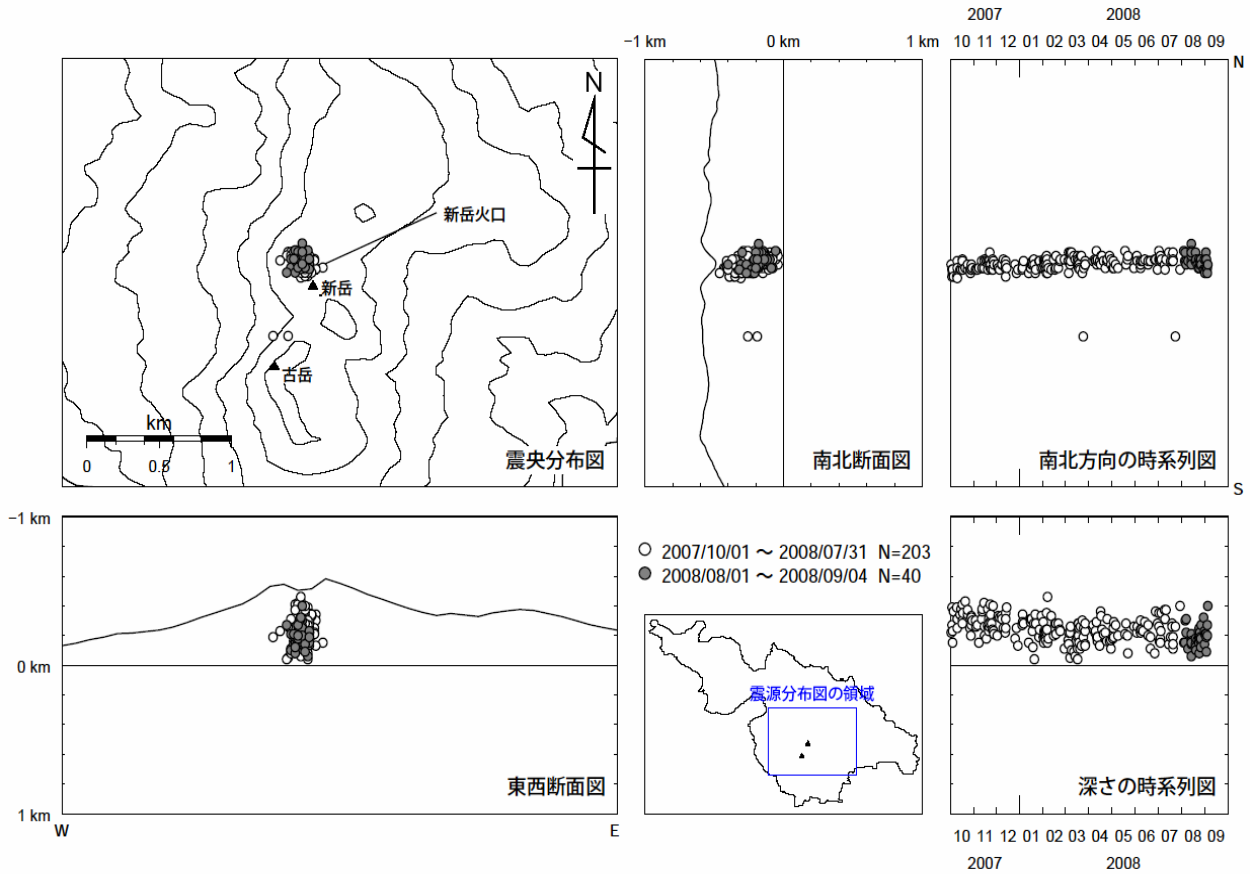 2007 2008
−1 km 0 km 1 km
10 11 12 01 02 03 04 05 06 07 08 09
N
N
新岳火口
新岳
古岳
km
0 0.5 1
震央分布図
南北断面図
南北方向の時系列図
S
−1 km
0 km
1 km
東西断面図
W E
○ 2007/10/01 ～ 2008/07/31 N=203
● 2008/08/01 ～ 2008/09/04 N=40
震源分布図の領域
深さの時系列図
10 11 12 01 02 03 04 05 06 07 08 09
2007 2008